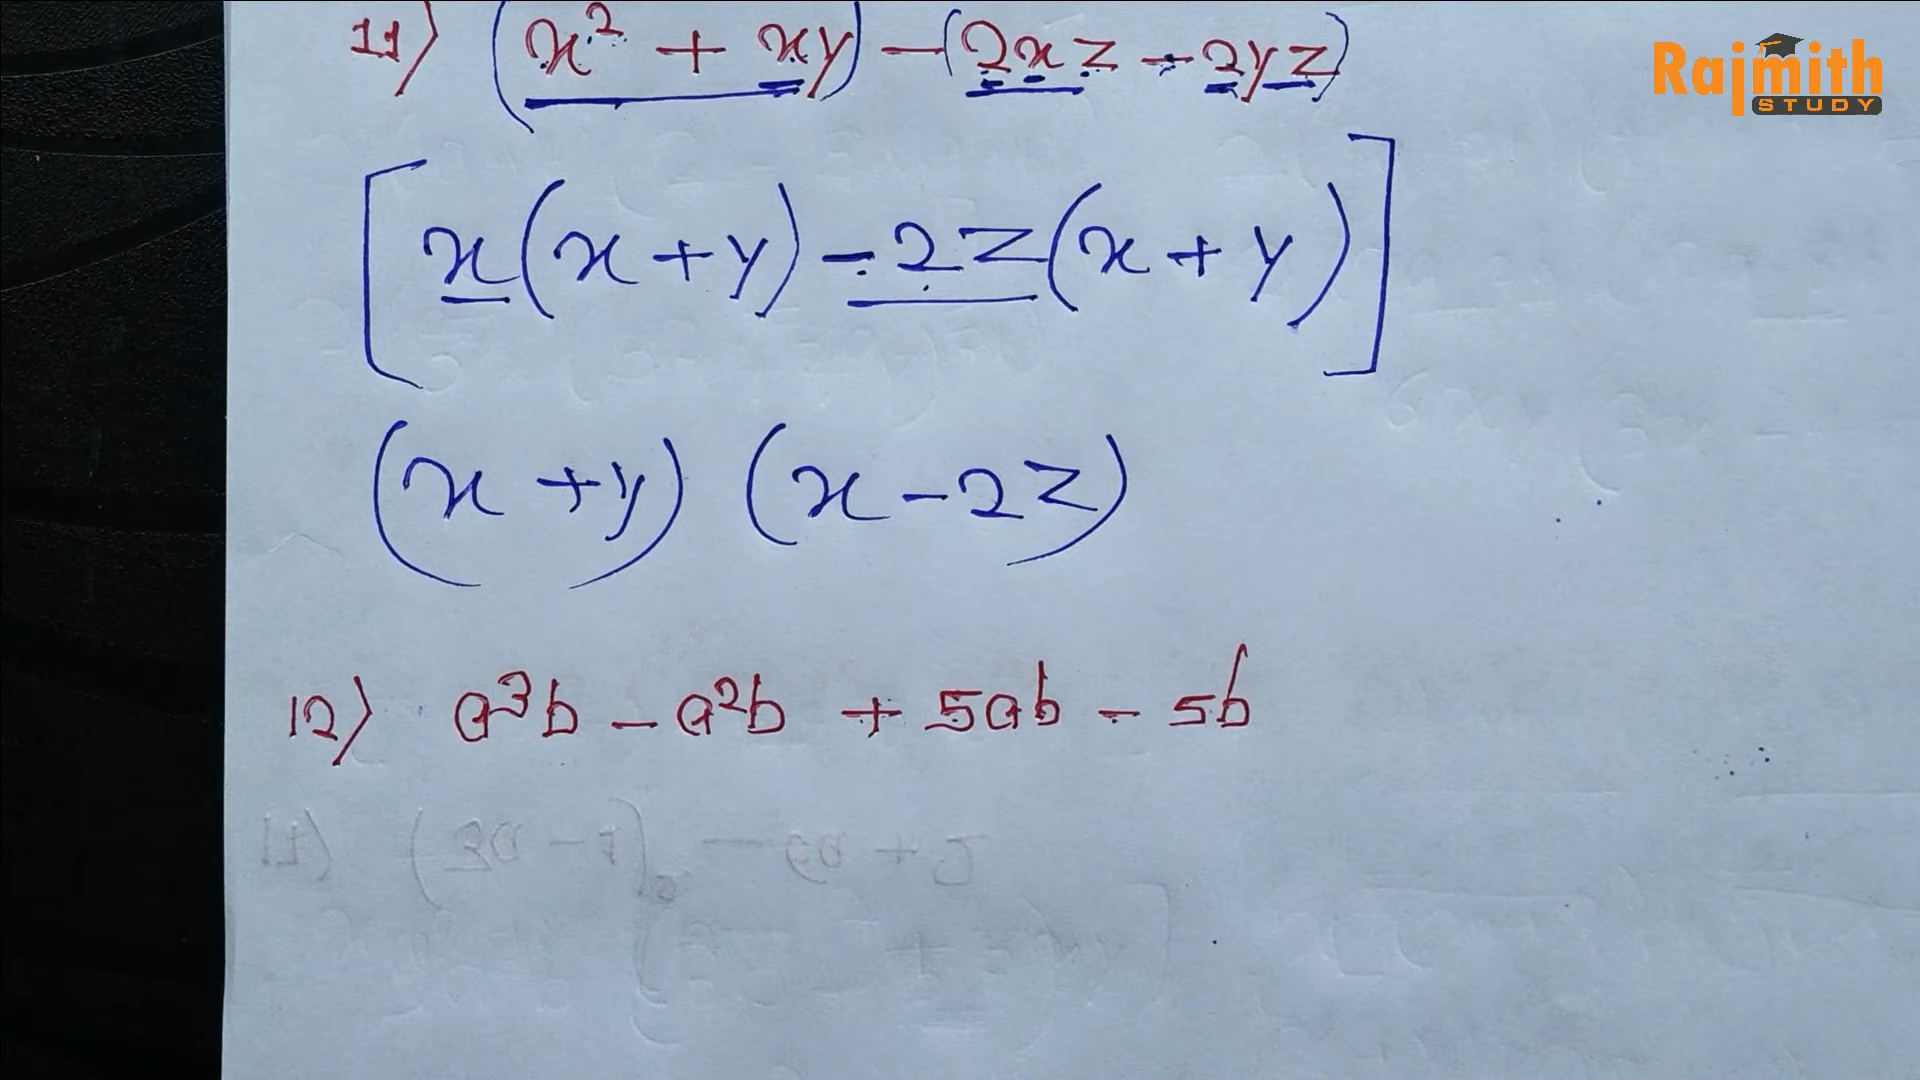 11) (x² + xy) - (2xz - 2yz)
Rajmith
STUDY
[x(x+y) - 2z(x+y)]
(x+y) (x-2z)
12) a³b - a²b + 5ab - 5b